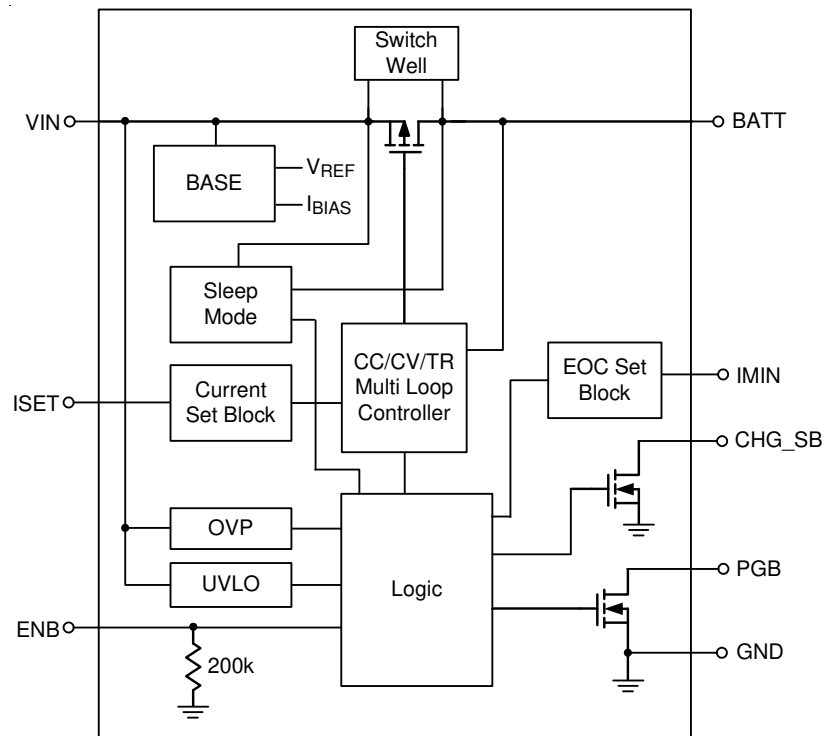 Switch
Well
VIN
BATT
BASE
VREF
IBIAS
Sleep
Mode
CC/CV/TR
Multi Loop
Controller
EOC Set
Block
IMIN
ISET
Current
Set Block
CHG_SB
OVP
UVLO
Logic
PGB
ENB
200k
GND